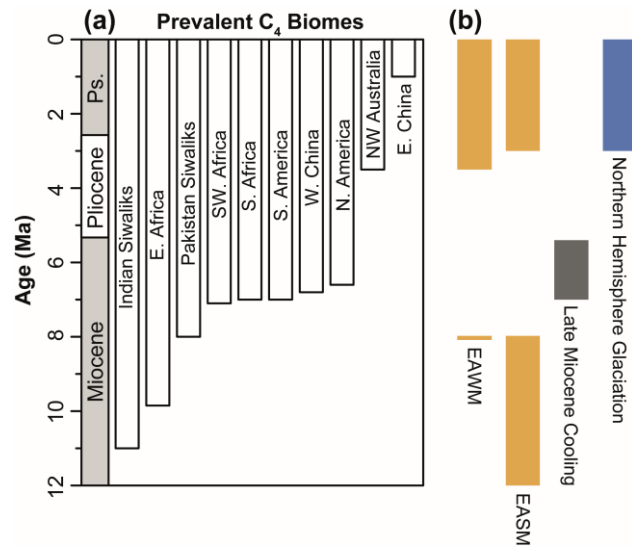 (a) Prevalent C₄ Biomes
(b)
Age (Ma)
0
2
4
6
8
10
12
Ps.
Pliocene
Miocene
Indian Siwaliks
E. Africa
Pakistan Siwaliks
SW. Africa
S. Africa
S. America
W. China
N. America
NW Australia
E. China
EAWM
EASM
Late Miocene Cooling
Northern Hemisphere Glaciation